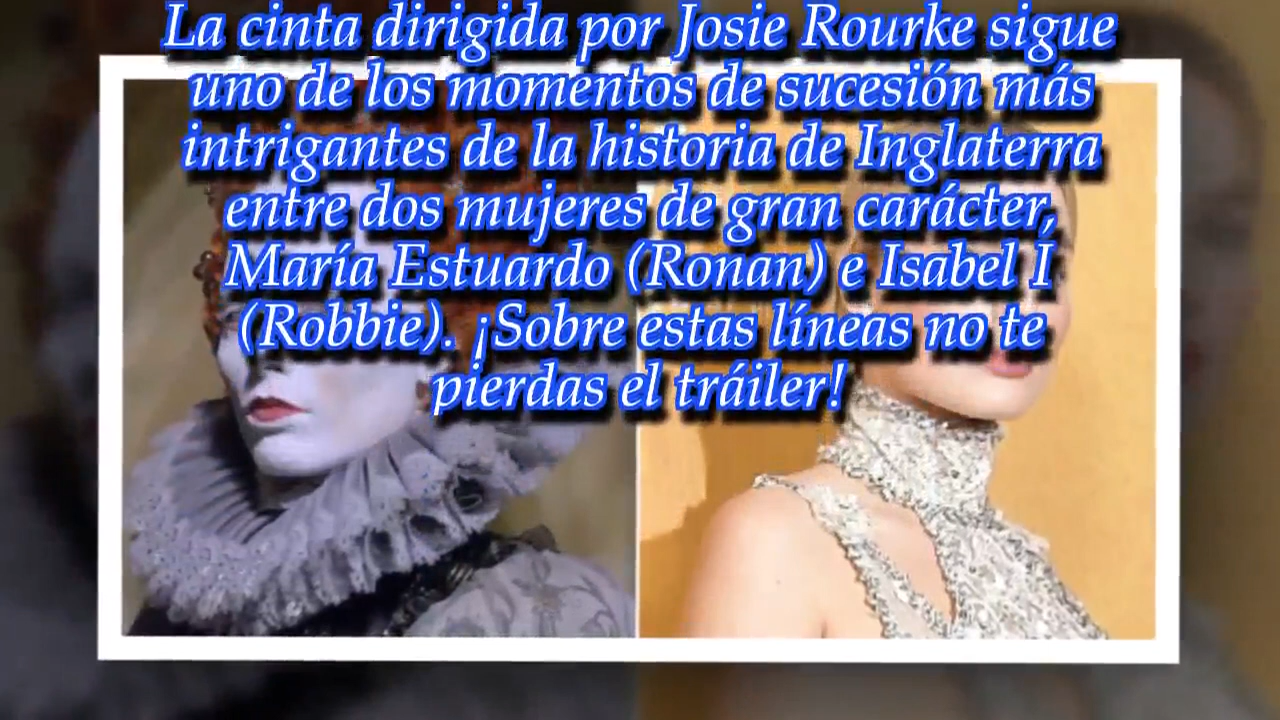 La cinta dirigida por Josie Rourke sigue
uno de los momentos de sucesión más
intrigantes de la historia de Inglaterra
entre dos mujeres de gran carácter,
María Estuardo (Ronan) e Isabel I
(Robbie). ¡Sobre estas líneas no te
pierdas el tráiler!